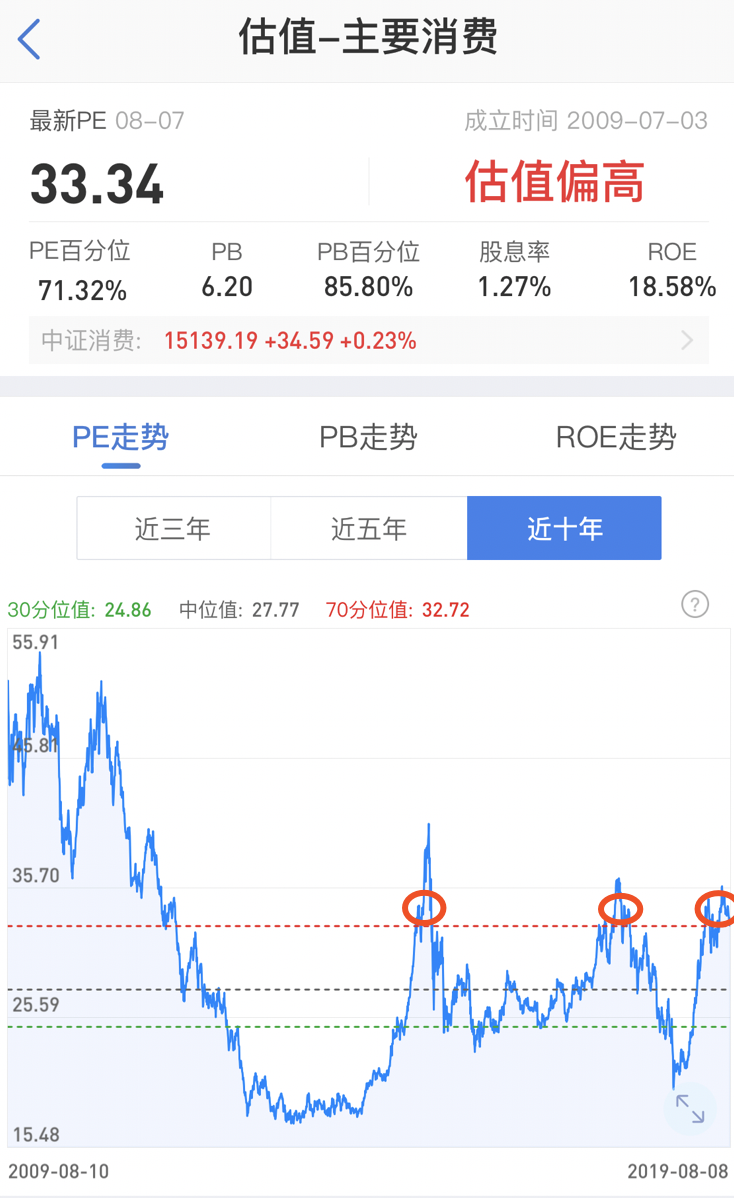 估值–主要消费
最新PE 08–07
成立时间 2009–07–03
33.34
估值偏高
PE百分位 PB PB百分位 股息率 ROE
71.32% 6.20 85.80% 1.27% 18.58%
中证消费: 15139.19 +34.59 +0.23%
PE走势 PB走势 ROE走势
近三年 近五年 近十年
30分位值: 24.86 中位值: 27.77 70分位值: 32.72 ?
55.91
45.81
35.70
25.59
15.48
2009-08-10 2019-08-08